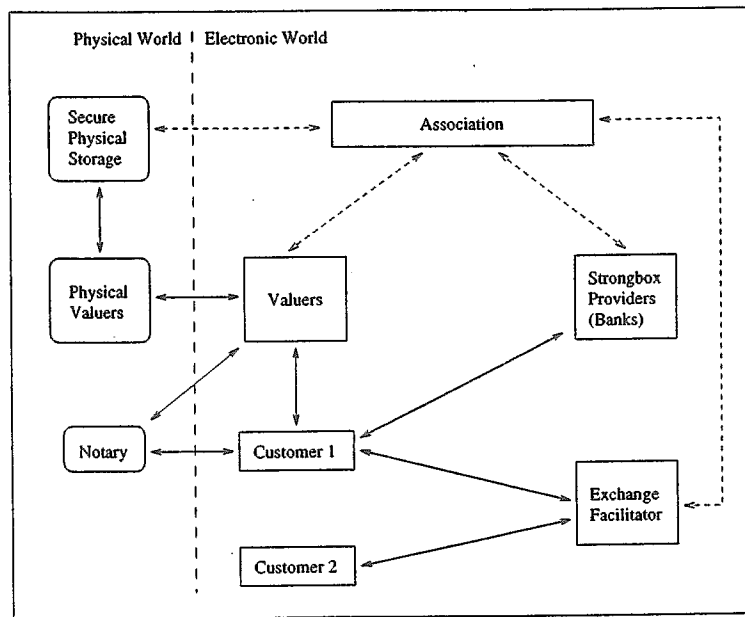 Physical World
Electronic World
Secure
Physical
Storage
Association
Physical
Valuers
Valuers
Strongbox
Providers
(Banks)
Notary
Customer 1
Exchange
Facilitator
Customer 2